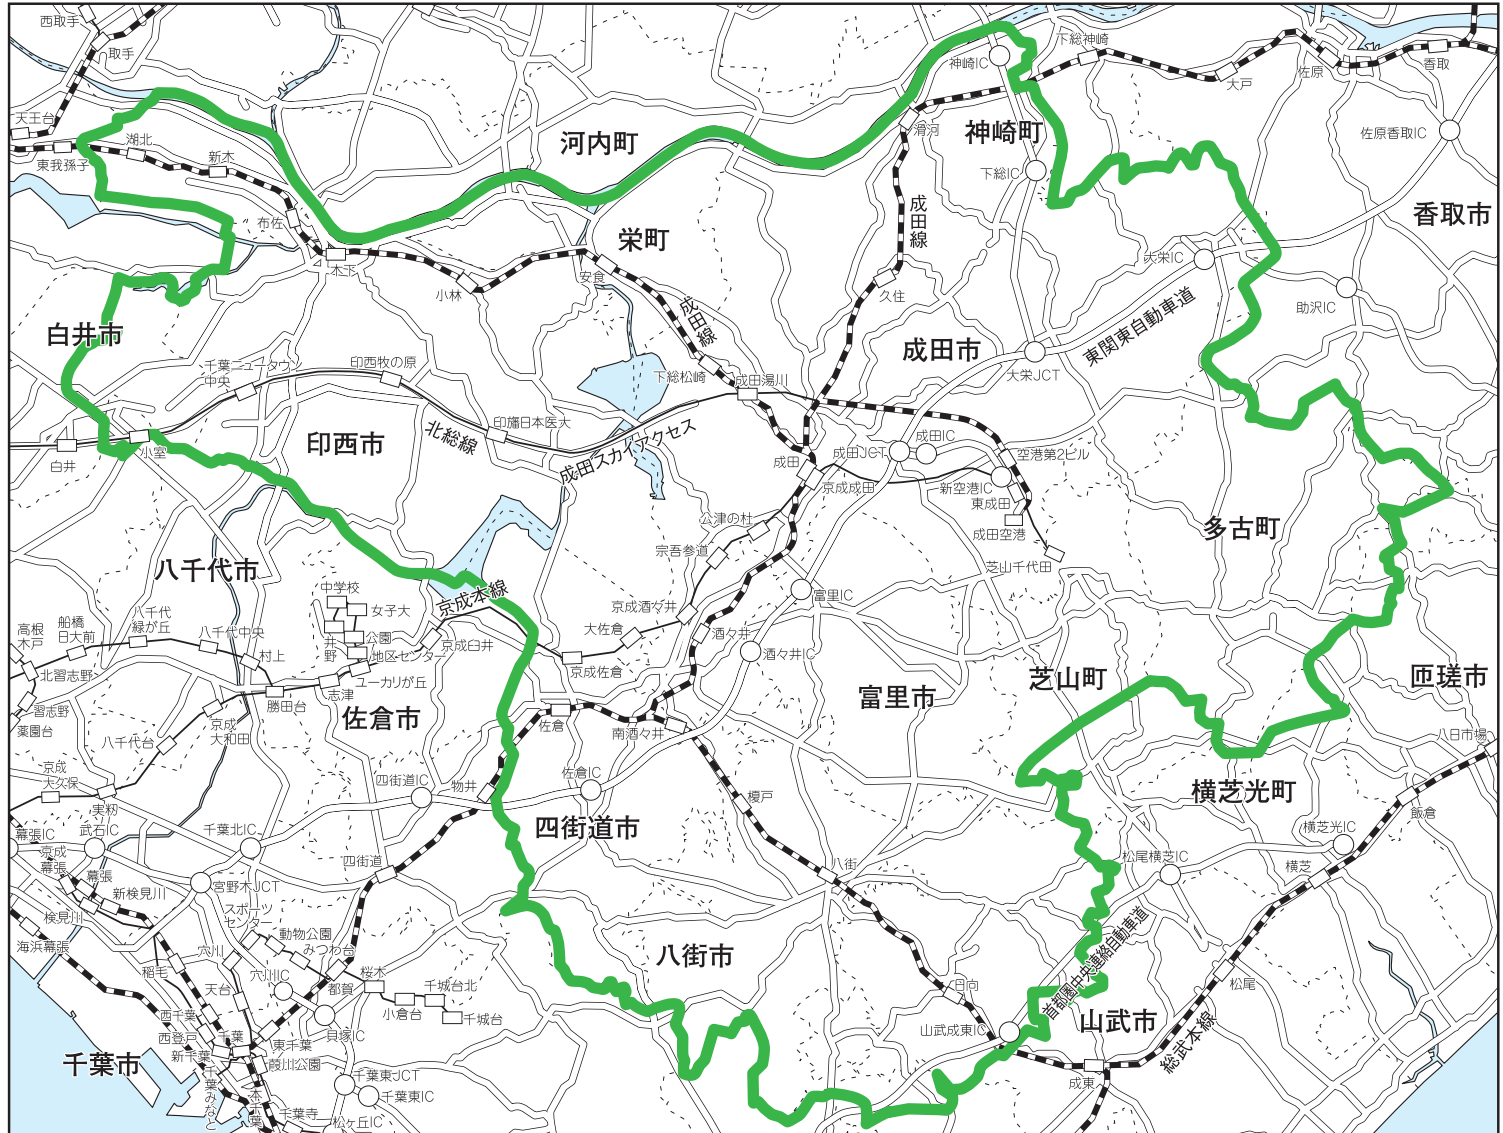 西取手
取手
天王台
東我孫子
湖北
新木
布佐
木下
小林
安食
河内町
栄町
成田線
下総松崎
成田湯川
滑河
成田線
久住
神崎IC
下総神崎
神崎町
下総IC
大戸
佐原
香取
佐原香取IC
香取市
大栄IC
助沢IC
東関東自動車道
成田市
大栄JCT
白井市
千葉ニュータウン
中央
印西牧の原
印西市
北総線
印旛日本医大
成田スカイアクセス
白井
小室
成田
京成成田
成田JCT
成田IC
空港第2ビル
新空港IC
東成田
成田空港
芝山千代田
多古町
公津の杜
宗吾参道
京成酒々井
大佐倉
京成佐倉
酒々井
酒々井IC
富里IC
富里市
芝山町
匝瑳市
八日市場
八千代市
中学校
女子大
公園
井野
地区センター
ユーカリが丘
京成臼井
京成本線
高根
木戸
船橋
日大前
八千代
緑が丘
八千代中央
村上
北習志野
習志野
薬園台
志津
勝田台
京成
大和田
八千代台
京成
大久保
実籾
佐倉市
佐倉
南酒々井
佐倉IC
四街道IC
物井
四街道市
榎戸
八街
八街市
四街道
幕張IC
武石IC
京成
幕張
幕張
新検見川
検見川
海浜幕張
千葉北IC
宮野木JCT
スポーツ
センター
動物公園
みつわ台
穴川
穴川IC
稲毛
天台
都賀
桜木
千城台北
小倉台
千城台
貝塚IC
西千葉
西登戸
新千葉
千葉
東千葉
葭川公園
千葉みなと
本千葉
千葉寺
松ヶ丘IC
千葉東JCT
千葉東IC
千葉市
日向
山武成東IC
成東
首都圏中央連絡自動車道
山武市
総武本線
松尾
松尾横芝IC
横芝光町
横芝光IC
横芝
飯倉